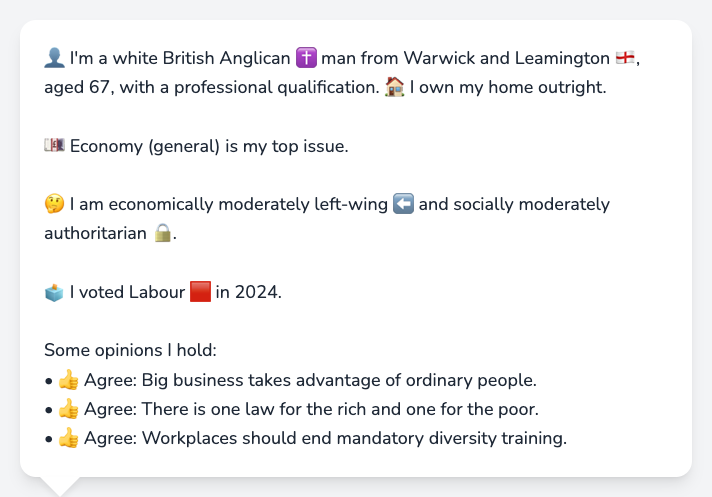 👤 I'm a white British Anglican ✝️ man from Warwick and Leamington 🏴󠁧󠁢󠁥󠁮󠁧󠁿,
aged 67, with a professional qualification. 🏠 I own my home outright.
💷 Economy (general) is my top issue.
🤔 I am economically moderately left-wing ⬅️ and socially moderately
authoritarian 🔒.
🗳️ I voted Labour 🟥 in 2024.
Some opinions I hold:
• 👍 Agree: Big business takes advantage of ordinary people.
• 👍 Agree: There is one law for the rich and one for the poor.
• 👍 Agree: Workplaces should end mandatory diversity training.